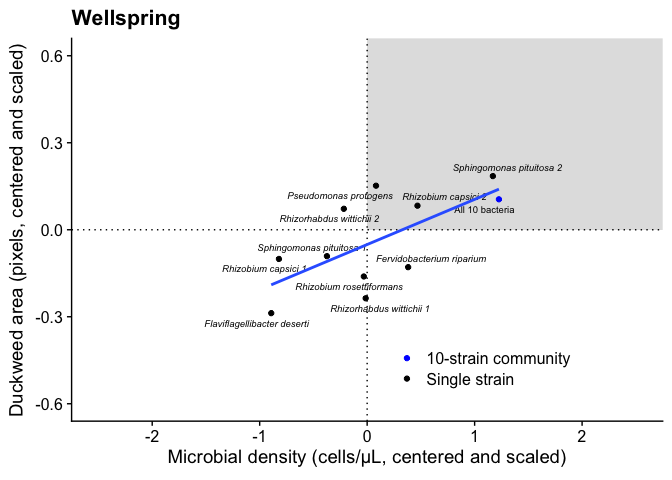 Wellspring
Duckweed area (pixels, centered and scaled)
0.6
0.3
0.0
-0.3
-0.6
Sphingomonas pituitosa 2
Pseudomonas protogens
Rhizobium capsici 2
All 10 bacteria
Rhizorhabdus wittichii 2
Sphingomonas pituitosa 1
Rhizobium capsici 1
Fervidobacterium riparium
Rhizobium rosettiformans
Rhizorhabdus wittichii 1
Flaviflagellibacter deserti
10-strain community
Single strain
-2
-1
0
1
2
Microbial density (cells/μL, centered and scaled)